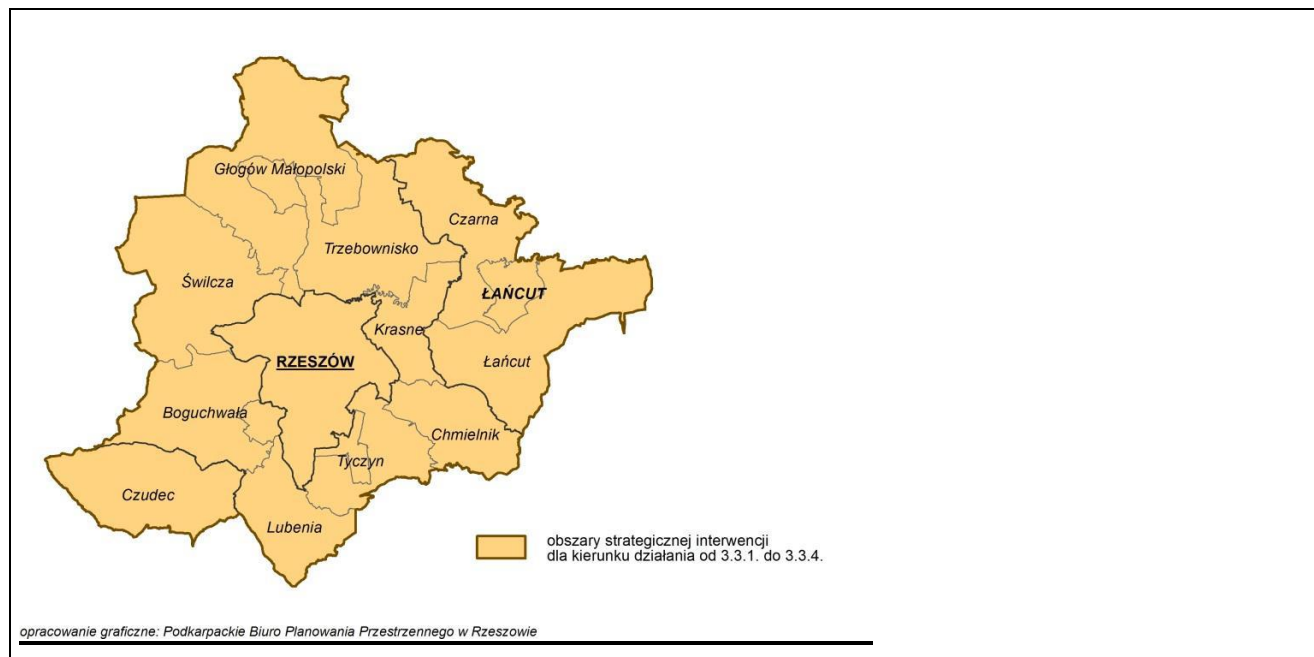 Głogów Małopolski
Czarna
Trzebownisko
Świlcza
ŁAŃCUT
Krasne
RZESZÓW
Łańcut
Boguchwała
Chmielnik
Tyczyn
Czudec
Lubenia
obszary strategicznej interwencji
dla kierunku działania od 3.3.1. do 3.3.4.
opracowanie graficzne: Podkarpackie Biuro Planowania Przestrzennego w Rzeszowie